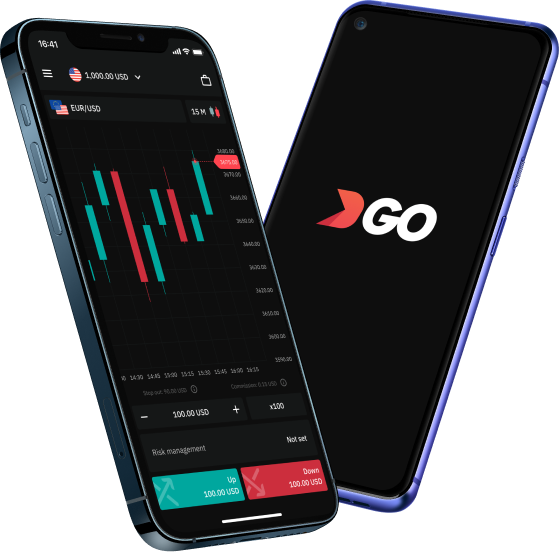 16:41
1,000.00 USD
EUR/USD
15 M
3680.00
3675.00
3670.00
3660.00
3650.00
3640.00
3630.00
3620.00
3610.00
3600.00
3590.00
14:30 14:45 15:00 15:15 15:30 15:45 16:00 16:15
Stop out: 90.00 USD
Commission: 0.10 USD
− 100.00 USD +
x100
Risk management
Not set
Up
100.00 USD
Down
100.00 USD
GO